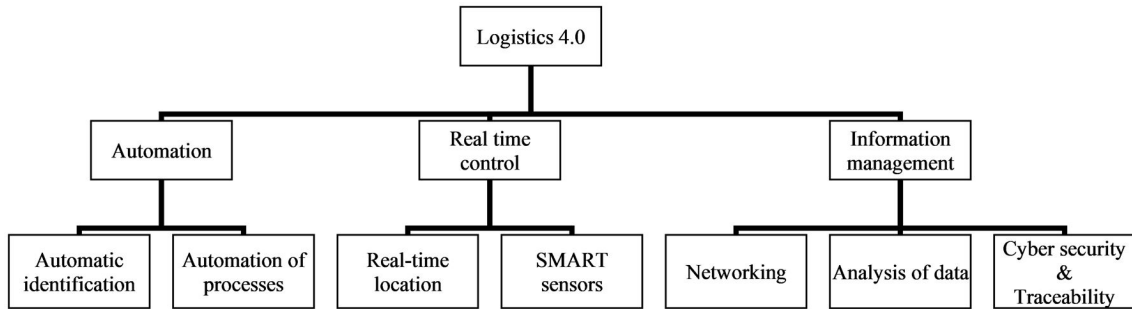 Logistics 4.0
Automation
Real time
control
Information
management
Automatic
identification
Automation of
processes
Real-time
location
SMART
sensors
Networking
Analysis of data
Cyber security
&
Traceability